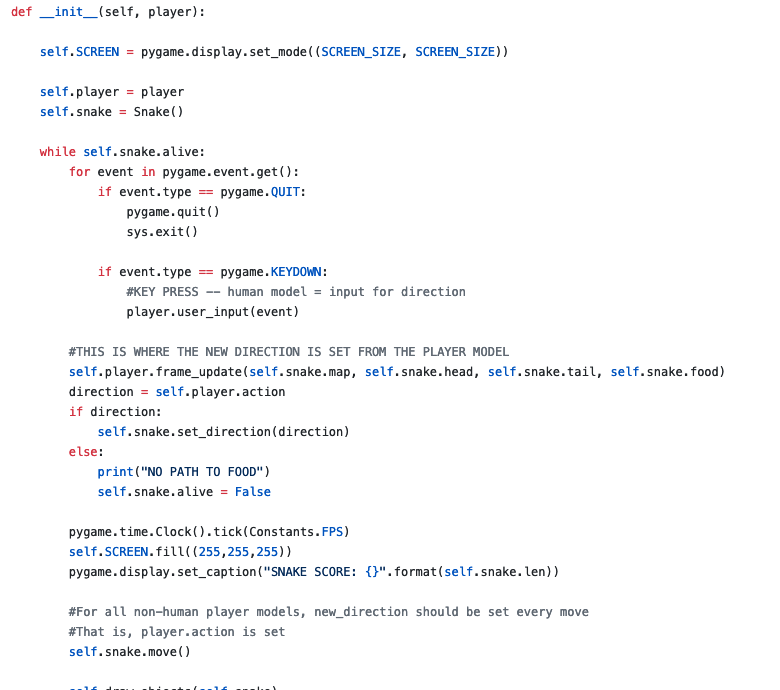 def __init__(self, player):
self.SCREEN = pygame.display.set_mode((SCREEN_SIZE, SCREEN_SIZE))
self.player = player
self.snake = Snake()
while self.snake.alive:
for event in pygame.event.get():
if event.type == pygame.QUIT:
pygame.quit()
sys.exit()
if event.type == pygame.KEYDOWN:
#KEY PRESS -- human model = input for direction
player.user_input(event)
#THIS IS WHERE THE NEW DIRECTION IS SET FROM THE PLAYER MODEL
self.player.frame_update(self.snake.map, self.snake.head, self.snake.tail, self.snake.food)
direction = self.player.action
if direction:
self.snake.set_direction(direction)
else:
print("NO PATH TO FOOD")
self.snake.alive = False
pygame.time.Clock().tick(Constants.FPS)
self.SCREEN.fill((255,255,255))
pygame.display.set_caption("SNAKE SCORE: {}".format(self.snake.len))
#For all non-human player models, new_direction should be set every move
#That is, player.action is set
self.snake.move()